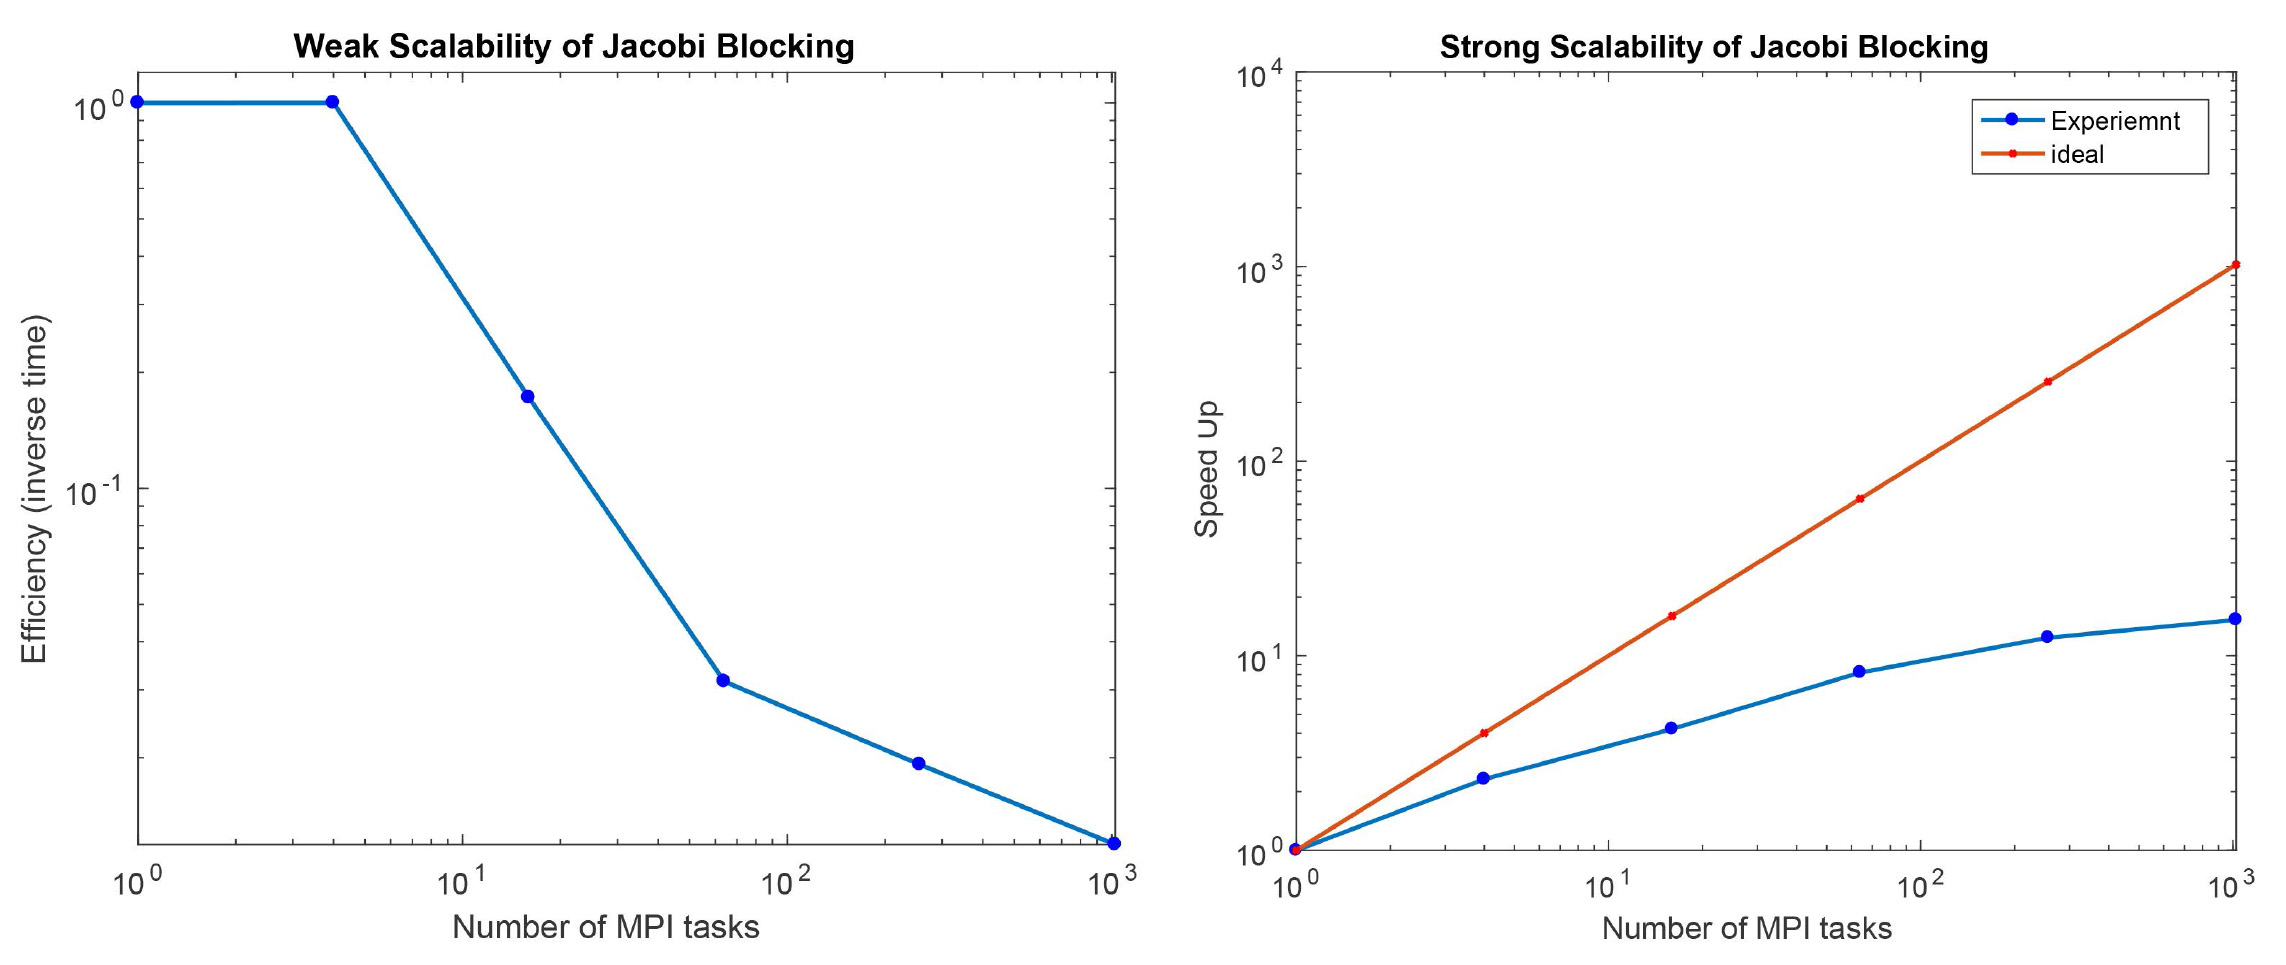 Weak Scalability of Jacobi Blocking
10^0
10^-1
Efficiency (inverse time)
10^0 10^1 10^2 10^3
Number of MPI tasks
Strong Scalability of Jacobi Blocking
10^4
10^3
10^2
10^1
10^0
Speed Up
Experiemnt
ideal
10^0 10^1 10^2 10^3
Number of MPI tasks